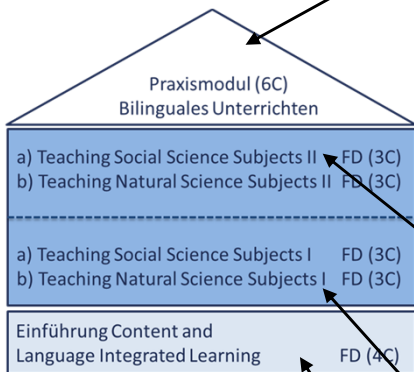 Praxismodul (6C)
Bilinguales Unterrichten
a) Teaching Social Science Subjects II FD (3C)
b) Teaching Natural Science Subjects II FD (3C)
a) Teaching Social Science Subjects I FD (3C)
b) Teaching Natural Science Subjects I FD (3C)
Einführung Content and
Language Integrated Learning FD (4C)